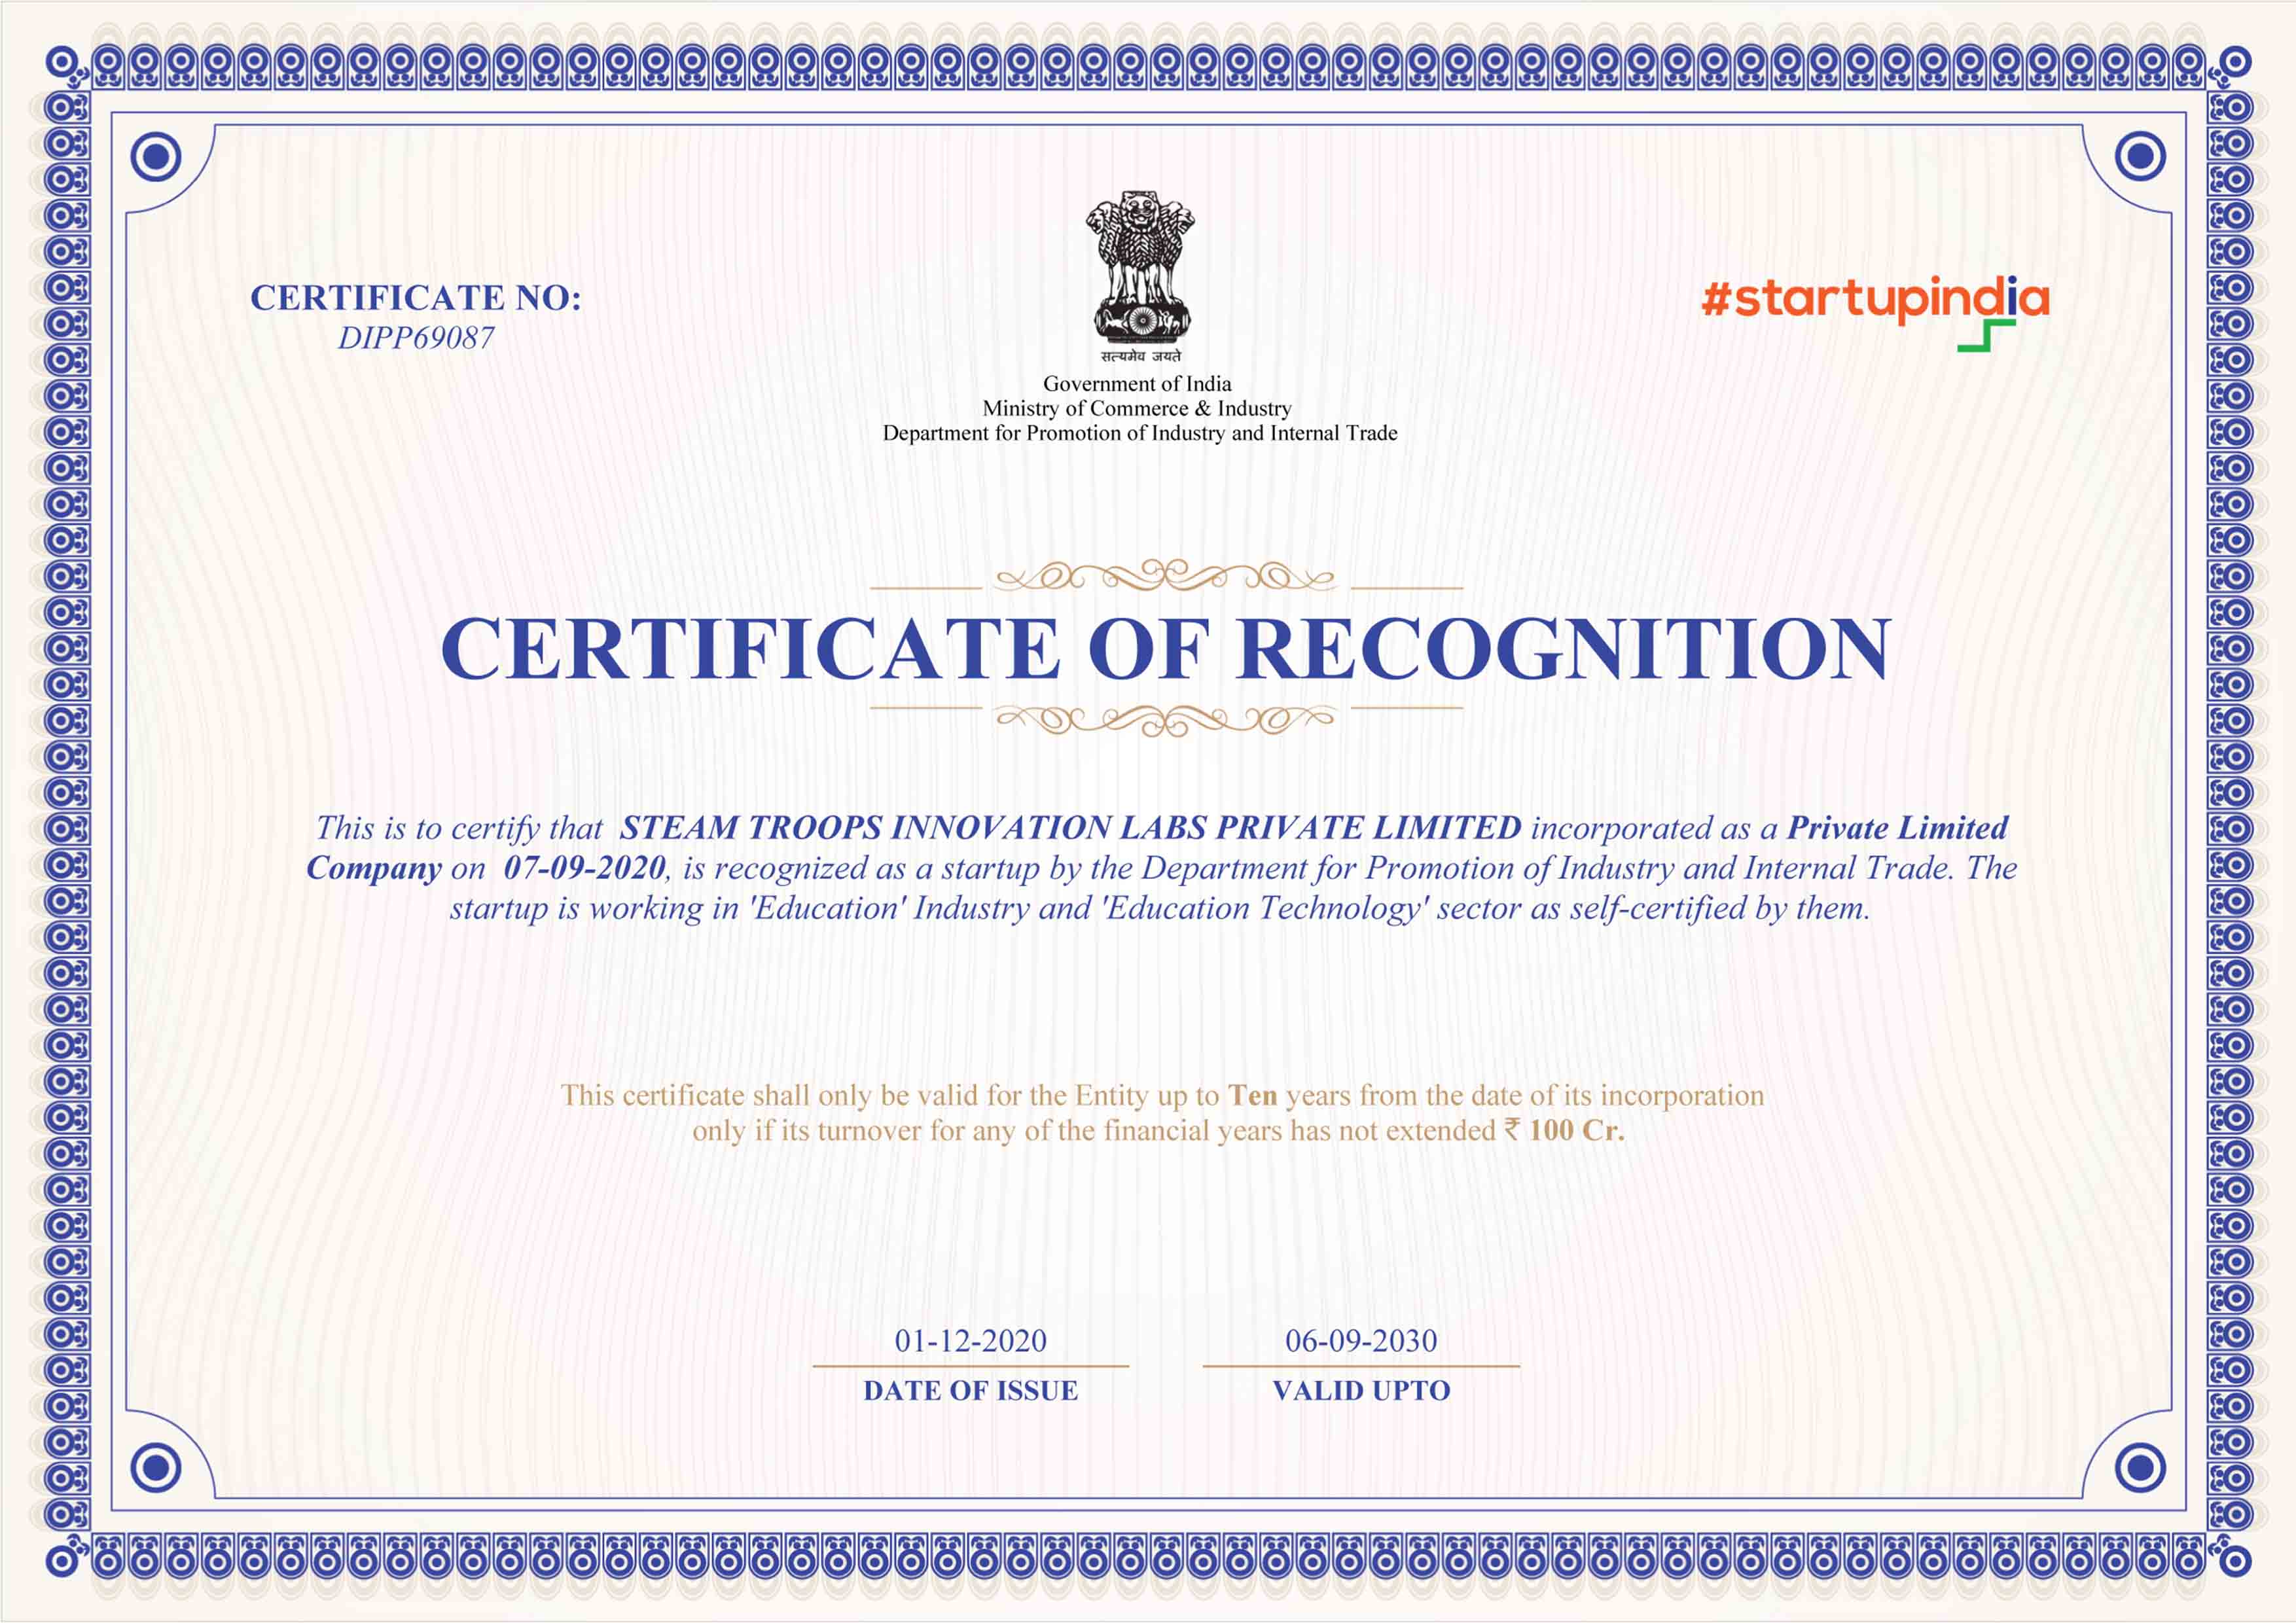 CERTIFICATE NO:
DIPP69087
सत्यमेव जयते
#startupindia
Government of India
Ministry of Commerce & Industry
Department for Promotion of Industry and Internal Trade
CERTIFICATE OF RECOGNITION
This is to certify that STEAM TROOPS INNOVATION LABS PRIVATE LIMITED incorporated as a Private Limited
Company on 07-09-2020, is recognized as a startup by the Department for Promotion of Industry and Internal Trade. The
startup is working in 'Education' Industry and 'Education Technology' sector as self-certified by them.
This certificate shall only be valid for the Entity up to Ten years from the date of its incorporation
only if its turnover for any of the financial years has not extended ₹ 100 Cr.
01-12-2020
DATE OF ISSUE
06-09-2030
VALID UPTO